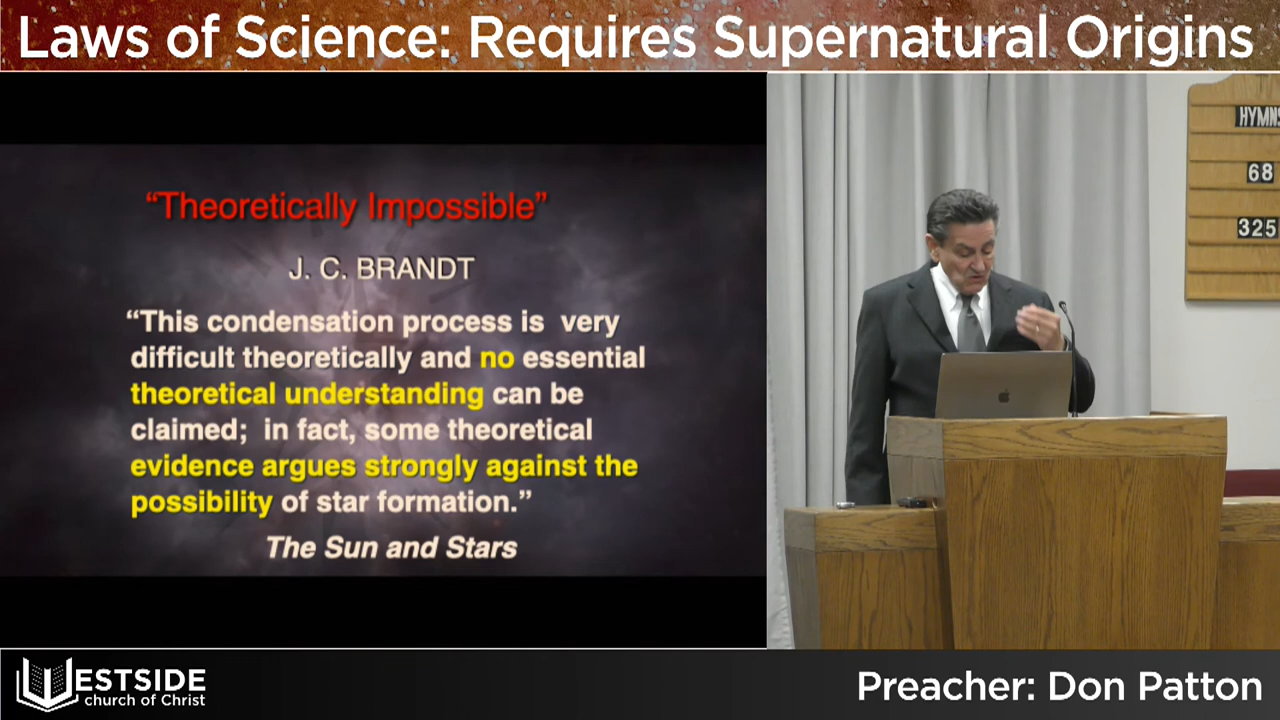 Laws of Science: Requires Supernatural Origins
“Theoretically Impossible”
J. C. BRANDT
“This condensation process is very
difficult theoretically and no essential
theoretical understanding can be
claimed; in fact, some theoretical
evidence argues strongly against the
possibility of star formation.”
The Sun and Stars
HYMNS
68
325
WESTSIDE
church of Christ
Preacher: Don Patton